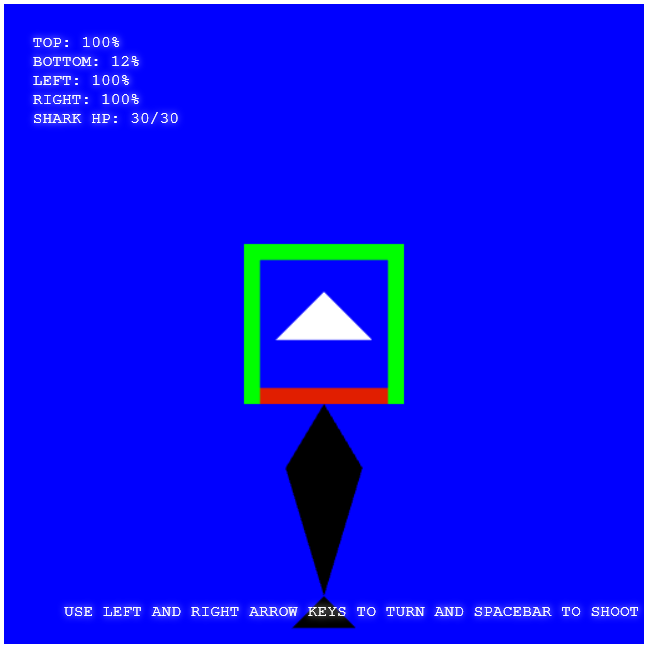 TOP: 100%
BOTTOM: 12%
LEFT: 100%
RIGHT: 100%
SHARK HP: 30/30
USE LEFT AND RIGHT ARROW KEYS TO TURN AND SPACEBAR TO SHOOT